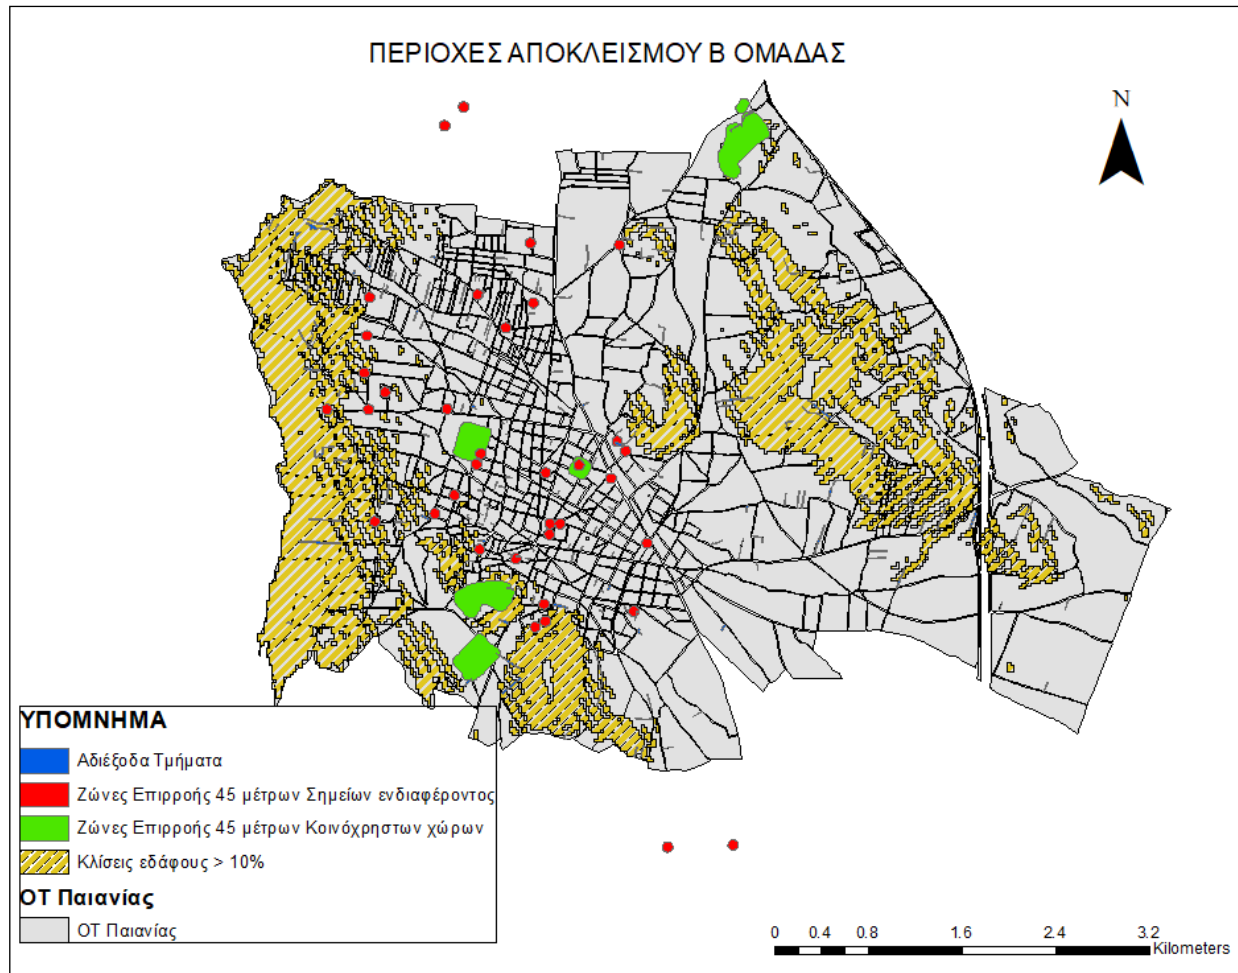 ΠΕΡΙΟΧΕΣ ΑΠΟΚΛΕΙΣΜΟΥ Β ΟΜΑΔΑΣ
N
ΥΠΟΜΝΗΜΑ
Αδιέξοδα Τμήματα
Ζώνες Επιρροής 45 μέτρων Σημείων ενδιαφέροντος
Ζώνες Επιρροής 45 μέτρων Κοινόχρηστων χώρων
Κλίσεις εδάφους > 10%
ΟΤ Παιανίας
ΟΤ Παιανίας
0 0.4 0.8 1.6 2.4 3.2
Kilometers